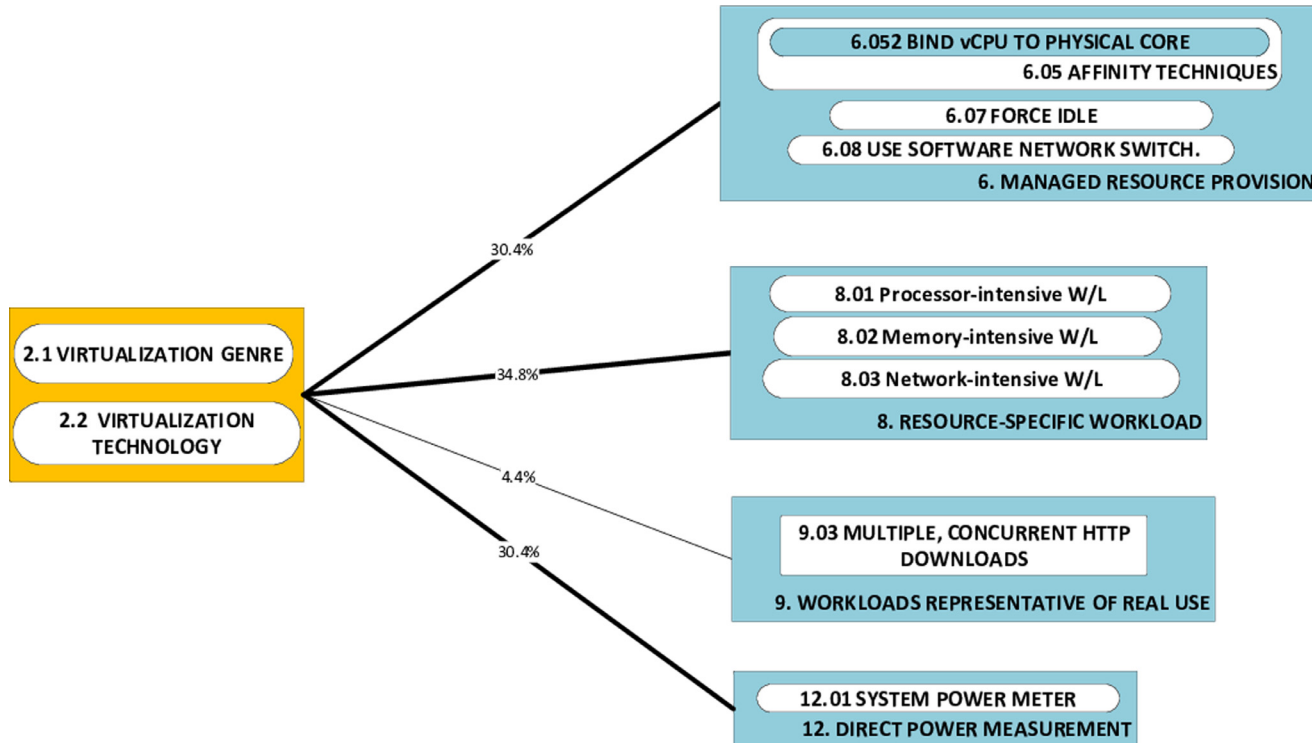 6.052 BIND vCPU TO PHYSICAL CORE
6.05 AFFINITY TECHNIQUES
6.07 FORCE IDLE
6.08 USE SOFTWARE NETWORK SWITCH.
6. MANAGED RESOURCE PROVISION
30.4%
2.1 VIRTUALIZATION GENRE
2.2 VIRTUALIZATION
TECHNOLOGY
34.8%
8.01 Processor-intensive W/L
8.02 Memory-intensive W/L
8.03 Network-intensive W/L
8. RESOURCE-SPECIFIC WORKLOAD
4.4%
9.03 MULTIPLE, CONCURRENT HTTP
DOWNLOADS
9. WORKLOADS REPRESENTATIVE OF REAL USE
30.4%
12.01 SYSTEM POWER METER
12. DIRECT POWER MEASUREMENT